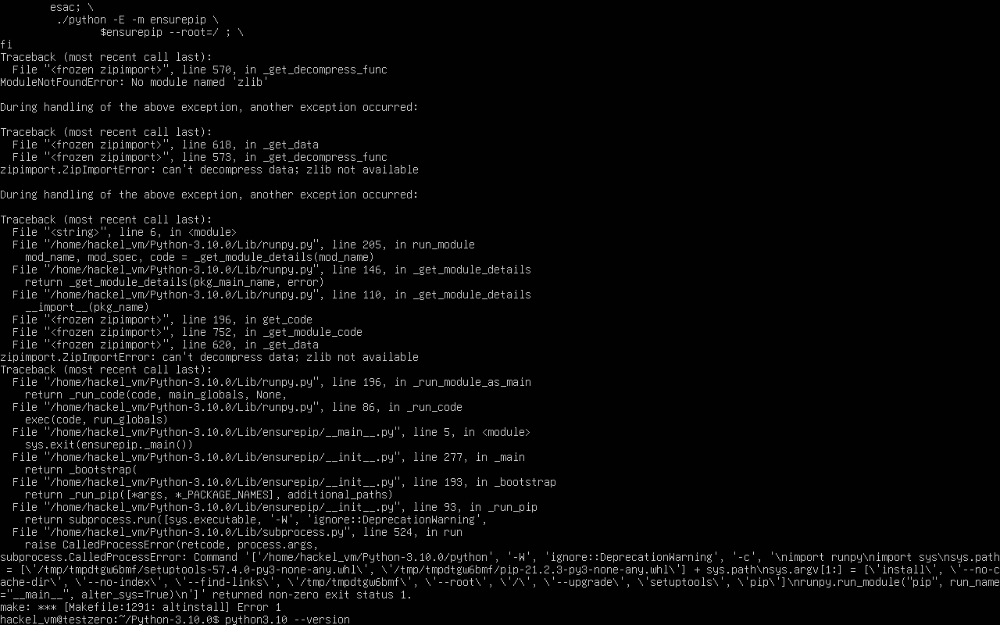 esac; \
         ./python -E -m ensurepip \
                $ensurepip --root=/ ; \
fi
Traceback (most recent call last):
  File "<frozen zipimport>", line 570, in _get_decompress_func
ModuleNotFoundError: No module named 'zlib'

During handling of the above exception, another exception occurred:

Traceback (most recent call last):
  File "<frozen zipimport>", line 618, in _get_data
  File "<frozen zipimport>", line 573, in _get_decompress_func
zipimport.ZipImportError: can't decompress data; zlib not available

During handling of the above exception, another exception occurred:

Traceback (most recent call last):
  File "<string>", line 6, in <module>
  File "/home/hackel_vm/Python-3.10.0/Lib/runpy.py", line 205, in run_module
    mod_name, mod_spec, code = _get_module_details(mod_name)
  File "/home/hackel_vm/Python-3.10.0/Lib/runpy.py", line 146, in _get_module_details
    return _get_module_details(pkg_main_name, error)
  File "/home/hackel_vm/Python-3.10.0/Lib/runpy.py", line 110, in _get_module_details
    __import__(pkg_name)
  File "<frozen zipimport>", line 196, in get_code
  File "<frozen zipimport>", line 752, in _get_module_code
  File "<frozen zipimport>", line 620, in _get_data
zipimport.ZipImportError: can't decompress data; zlib not available
Traceback (most recent call last):
  File "/home/hackel_vm/Python-3.10.0/Lib/runpy.py", line 196, in _run_module_as_main
    return _run_code(code, main_globals, None,
  File "/home/hackel_vm/Python-3.10.0/Lib/runpy.py", line 86, in _run_code
    exec(code, run_globals)
  File "/home/hackel_vm/Python-3.10.0/Lib/ensurepip/__main__.py", line 5, in <module>
    sys.exit(ensurepip._main())
  File "/home/hackel_vm/Python-3.10.0/Lib/ensurepip/__init__.py", line 277, in _main
    return _bootstrap(
  File "/home/hackel_vm/Python-3.10.0/Lib/ensurepip/__init__.py", line 193, in _bootstrap
    return _run_pip([*args, *_PACKAGE_NAMES], additional_paths)
  File "/home/hackel_vm/Python-3.10.0/Lib/ensurepip/__init__.py", line 93, in _run_pip
    return subprocess.run([sys.executable, '-W', 'ignore::DeprecationWarning',
  File "/home/hackel_vm/Python-3.10.0/Lib/subprocess.py", line 524, in run
    raise CalledProcessError(retcode, process.args,
subprocess.CalledProcessError: Command '['/home/hackel_vm/Python-3.10.0/python', '-W', 'ignore::DeprecationWarning', '-c', '\nimport runpy\nimport sys\nsys.path
 = [\'/tmp/tmpdtgw6bmf/setuptools-57.4.0-py3-none-any.whl\', \'/tmp/tmpdtgw6bmf/pip-21.2.3-py3-none-any.whl\'] + sys.path\nsys.argv[1:] = [\'install\', \'--no-c
ache-dir\', \'--no-index\', \'--find-links\', \'/tmp/tmpdtgw6bmf\', \'--root\', \'/\', \'--upgrade\', \'setuptools\', \'pip\']\nrunpy.run_module("pip", run_name
="__main__", alter_sys=True)\n']' returned non-zero exit status 1.
make: *** [Makefile:1291: altinstall] Error 1
hackel_vm@testzero:~/Python-3.10.0$ python3.10 --version